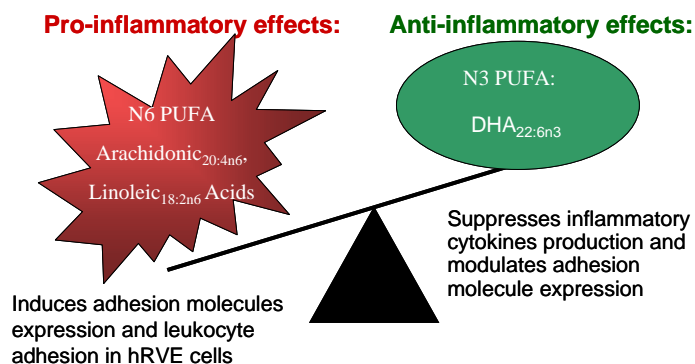 Pro-inflammatory effects:
Anti-inflammatory effects:
N6 PUFA
Arachidonic20:4n6,
Linoleic18:2n6 Acids
N3 PUFA:
DHA22:6n3
Suppresses inflammatory
cytokines production and
modulates adhesion
molecule expression
Induces adhesion molecules
expression and leukocyte
adhesion in hRVE cells